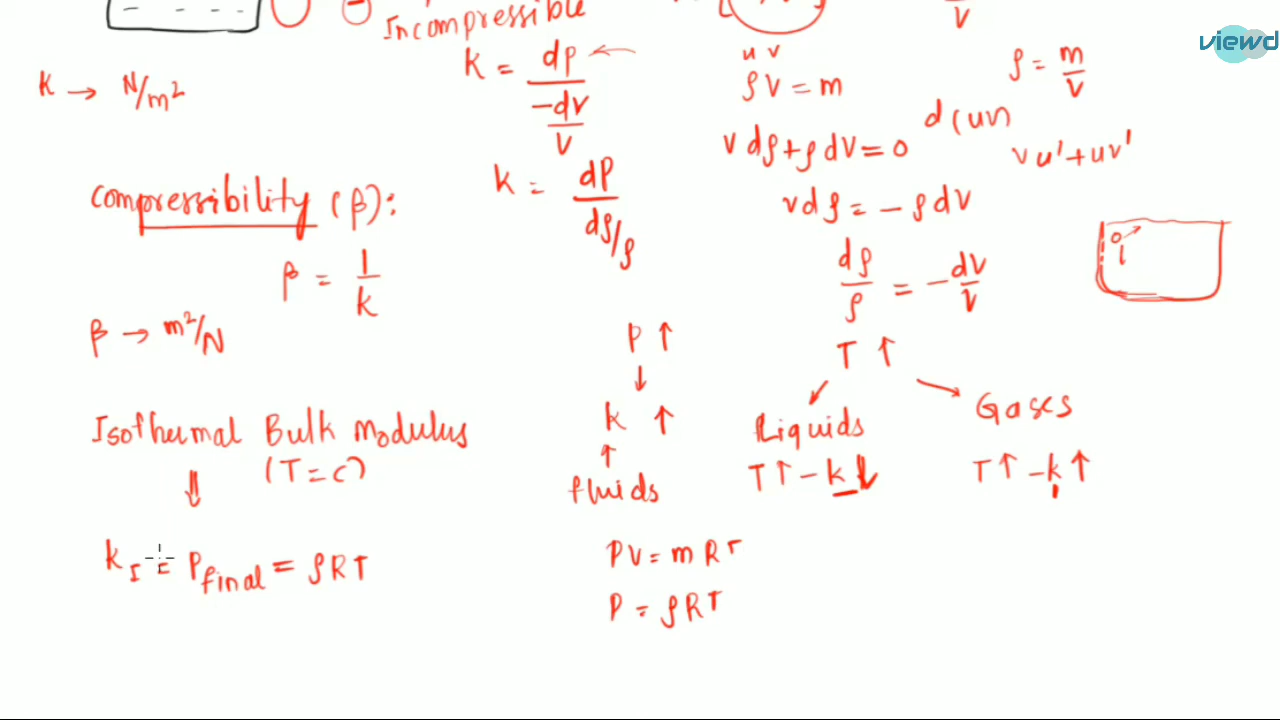 Incompressible
viewd
V
k → N/m²
k = dp / (-dv/V)
u v
ρV = m
ρ = m/V
d(uv)
vu' + uv'
Vdρ + ρdV = 0
k = dP / (dρ/ρ)
Vdρ = - ρdV
Compressibility (β):
β = 1/k
dρ/ρ = - dV/V
β → m²/N
P ↑
↓
k ↑
↑
fluids
T ↑
Liquids
T↑ - k↓
Gases
T↑ - k↑
Isothermal Bulk modulus
(T = C)
⇓
k_I = P_final = ρRT
PV = mRT
P = ρRT